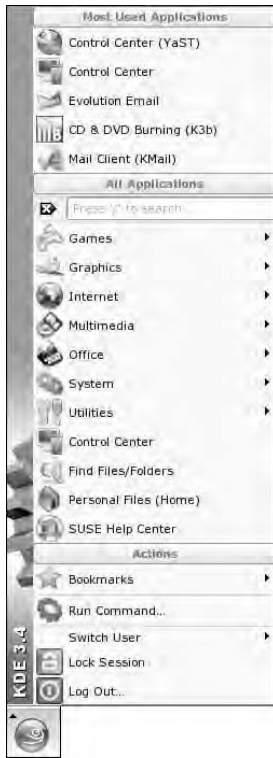 Most Used Applications
Control Center (YaST)
Control Center
Evolution Email
CD & DVD Burning (K3b)
Mail Client (KMail)
All Applications
Press '/' to search...
Games
Graphics
Internet
Multimedia
Office
System
Utilities
Control Center
Find Files/Folders
Personal Files (Home)
SUSE Help Center
Actions
Bookmarks
Run Command...
Switch User
Lock Session
Log Out...
KDE 3.4